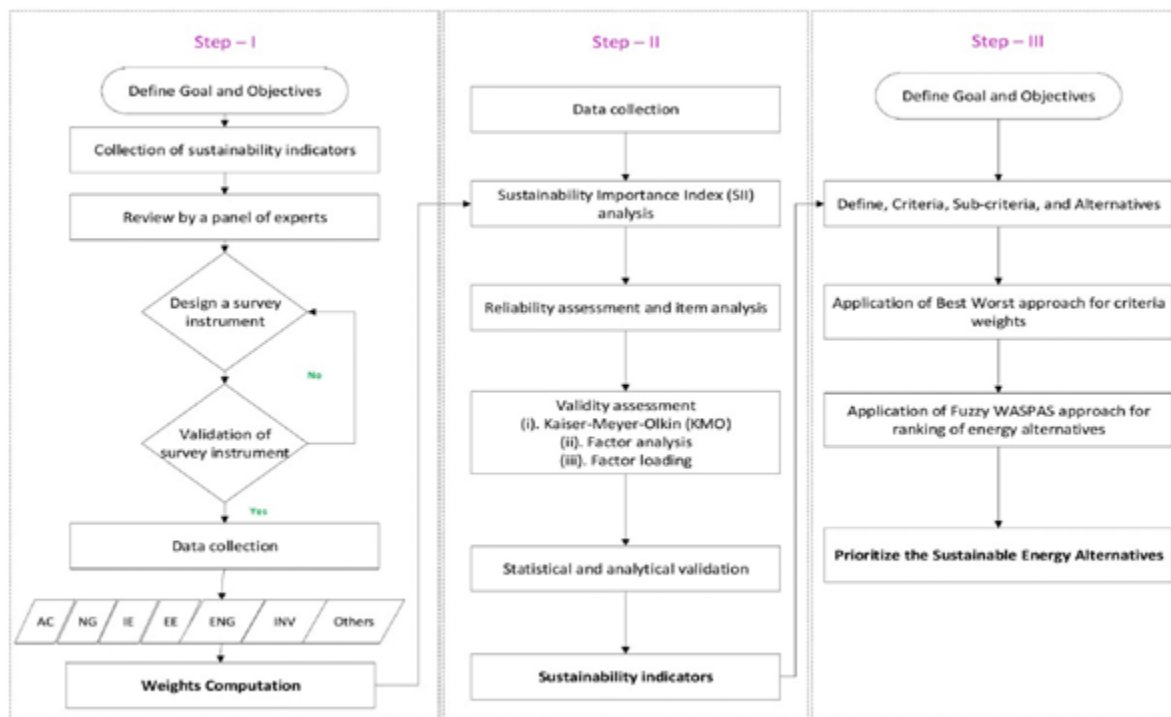 Step – I
Define Goal and Objectives
Collection of sustainability indicators
Review by a panel of experts
Design a survey
instrument
No
Validation of
survey instrument
Yes
Data collection
AC
NG
IE
EE
ENG
INV
Others
Weights Computation
Step – II
Data collection
Sustainability Importance Index (SII)
analysis
Reliability assessment and item analysis
Validity assessment
(i). Kaiser-Meyer-Olkin (KMO)
(ii). Factor analysis
(iii). Factor loading
Statistical and analytical validation
Sustainability indicators
Step – III
Define Goal and Objectives
Define, Criteria, Sub-criteria, and Alternatives
Application of Best Worst approach for criteria
weights
Application of Fuzzy WASPAS approach for
ranking of energy alternatives
Prioritize the Sustainable Energy Alternatives